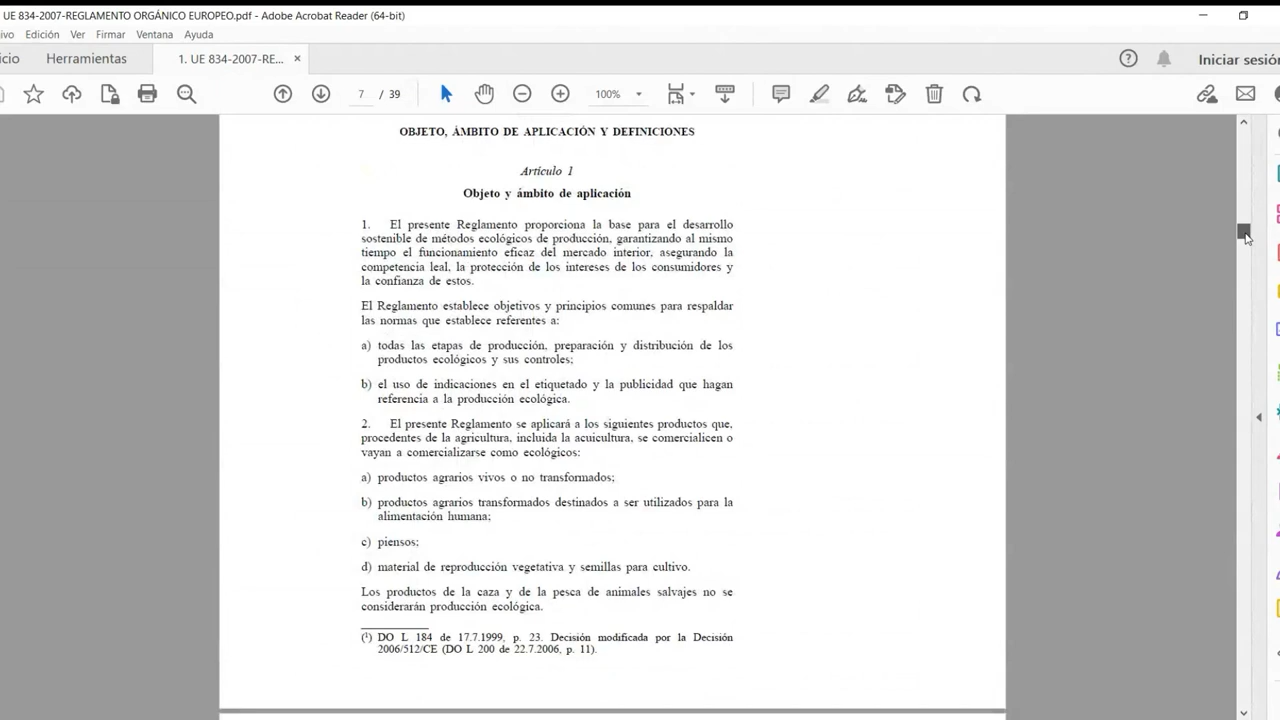 UE 834-2007-REGLAMENTO ORGÁNICO EUROPEO.pdf - Adobe Acrobat Reader (64-bit)
ivo Edición Ver Firmar Ventana Ayuda
icio Herramientas 1. UE 834-2007-RE... Iniciar sesión
7 / 39 100%
OBJETO, ÁMBITO DE APLICACIÓN Y DEFINICIONES
Artículo 1
Objeto y ámbito de aplicación
1. El presente Reglamento proporciona la base para el desarrollo
sostenible de métodos ecológicos de producción, garantizando al mismo
tiempo el funcionamiento eficaz del mercado interior, asegurando la
competencia leal, la protección de los intereses de los consumidores y
la confianza de estos.
El Reglamento establece objetivos y principios comunes para respaldar
las normas que establece referentes a:
a) todas las etapas de producción, preparación y distribución de los
productos ecológicos y sus controles;
b) el uso de indicaciones en el etiquetado y la publicidad que hagan
referencia a la producción ecológica.
2. El presente Reglamento se aplicará a los siguientes productos que,
procedentes de la agricultura, incluida la acuicultura, se comercialicen o
vayan a comercializarse como ecológicos:
a) productos agrarios vivos o no transformados;
b) productos agrarios transformados destinados a ser utilizados para la
alimentación humana;
c) piensos;
d) material de reproducción vegetativa y semillas para cultivo.
Los productos de la caza y de la pesca de animales salvajes no se
considerarán producción ecológica.
(¹) DO L 184 de 17.7.1999, p. 23. Decisión modificada por la Decisión
2006/512/CE (DO L 200 de 22.7.2006, p. 11).